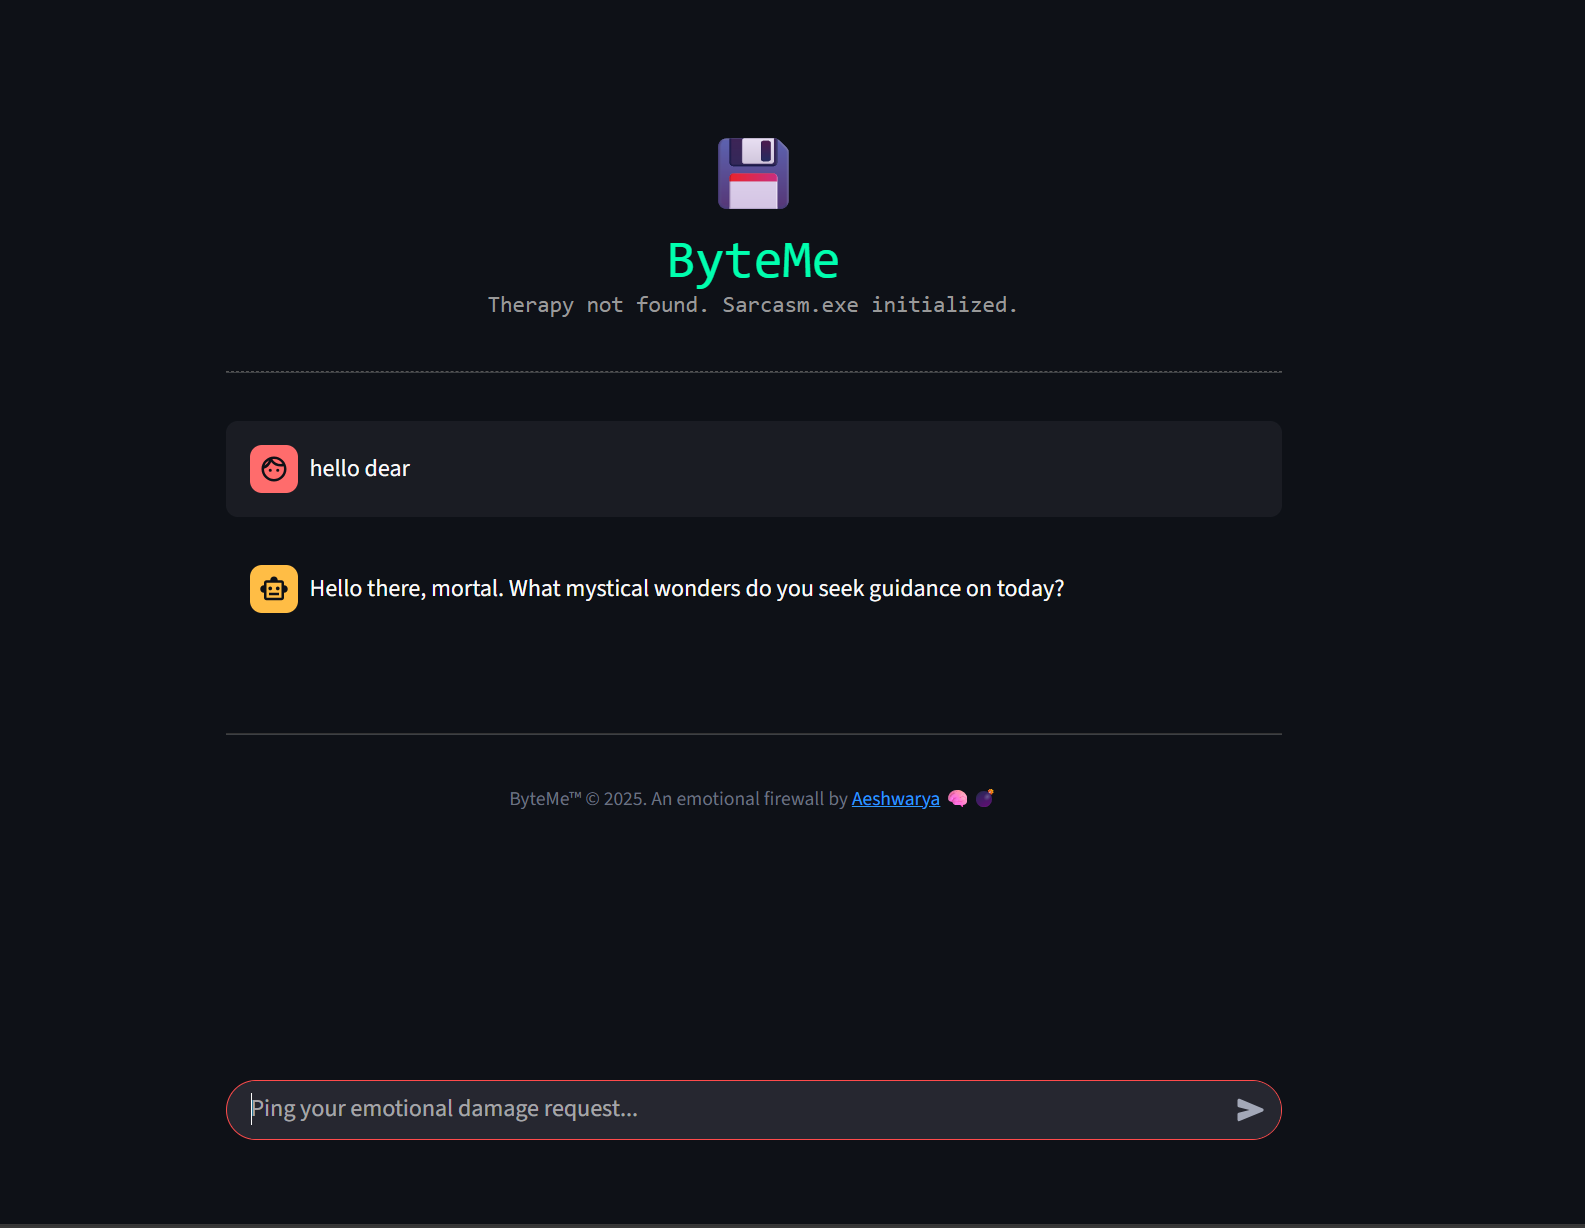 ByteMe
Therapy not found. Sarcasm.exe initialized.
hello dear
Hello there, mortal. What mystical wonders do you seek guidance on today?
ByteMe™ © 2025. An emotional firewall by Aeshwarya 🧠 💣
Ping your emotional damage request...